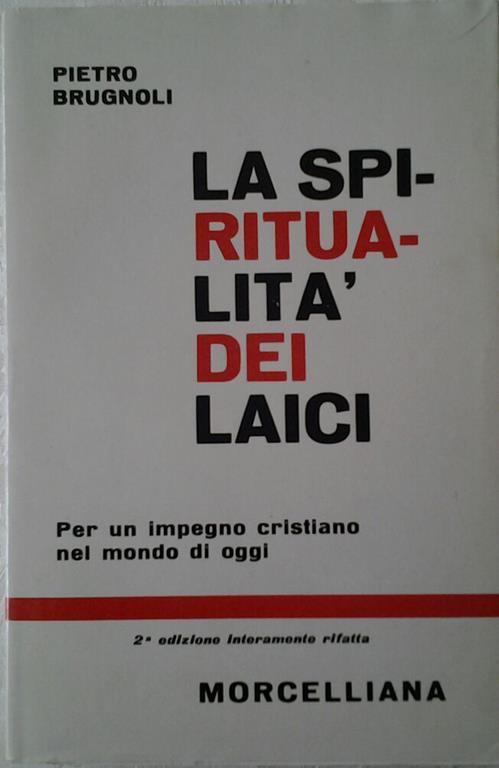 PIETRO
BRUGNOLI
LA SPI-
RITUA-
LITA'
DEI
LAICI
Per un impegno cristiano
nel mondo di oggi
2ª edizione interamente rifatta
MORCELLIANA